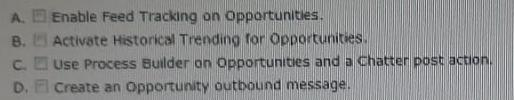 A. Enable Feed Tracking on Opportunities.
B. Activate Historical Trending for Opportunities.
C. Use Process Builder on Opportunities and a Chatter post action.
D. Create an Opportunity outbound message.